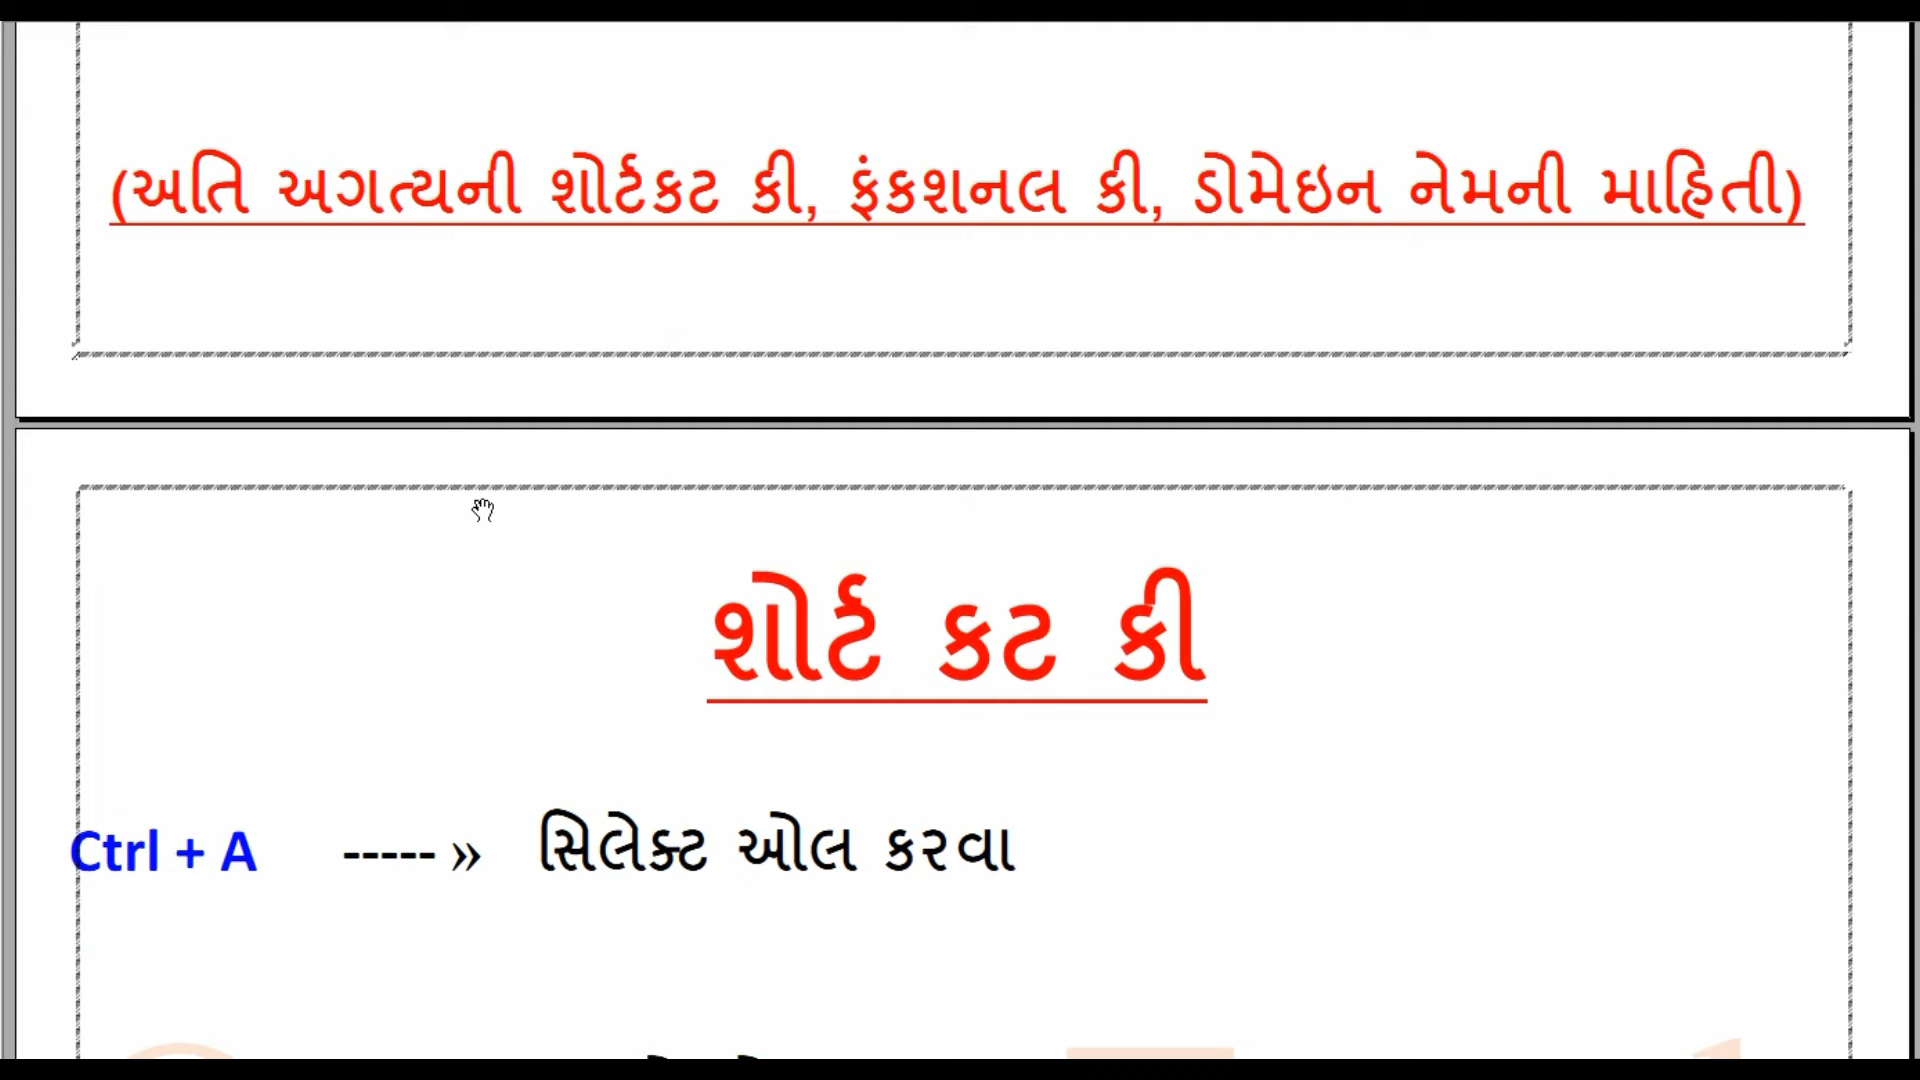 (અતિ અગત્યની શોર્ટકટ કી, ફંકશનલ કી, ડોમેઇન નેમની માહિતી)
શોર્ટ કટ કી
Ctrl + A ----- » સિલેક્ટ ઓલ કરવા